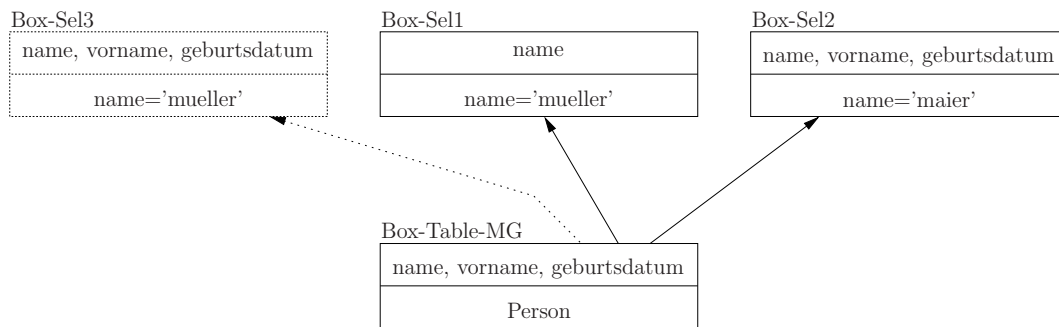 Box-Sel3
name, vorname, geburtsdatum
name='mueller'
Box-Sel1
name
name='mueller'
Box-Sel2
name, vorname, geburtsdatum
name='maier'
Box-Table-MG
name, vorname, geburtsdatum
Person